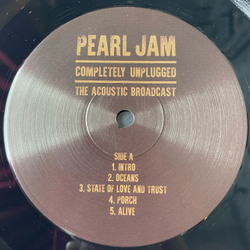 PEARL JAM
COMPLETELY UNPLUGGED
THE ACOUSTIC BROADCAST
SIDE A
1. INTRO
2. OCEANS
3. STATE OF LOVE AND TRUST
4. PORCH
5. ALIVE